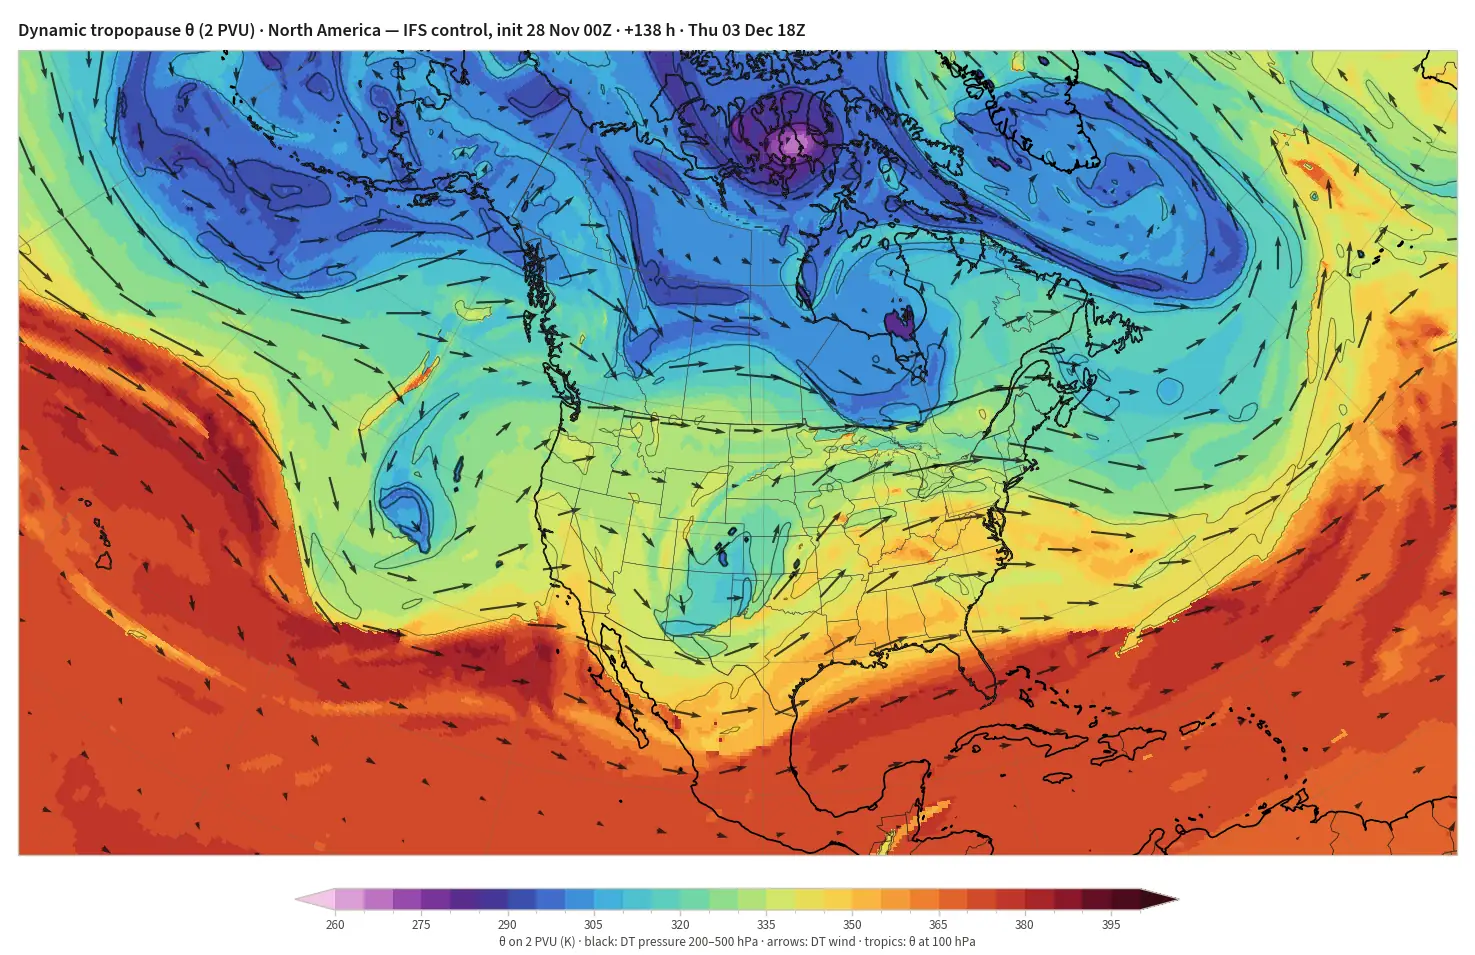 Dynamic tropopause θ (2 PVU) · North America — IFS control, init 28 Nov 00Z · +138 h · Thu 03 Dec 18Z
260 275 290 305 320 335 350 365 380 395
θ on 2 PVU (K) · black: DT pressure 200–500 hPa · arrows: DT wind · tropics: θ at 100 hPa